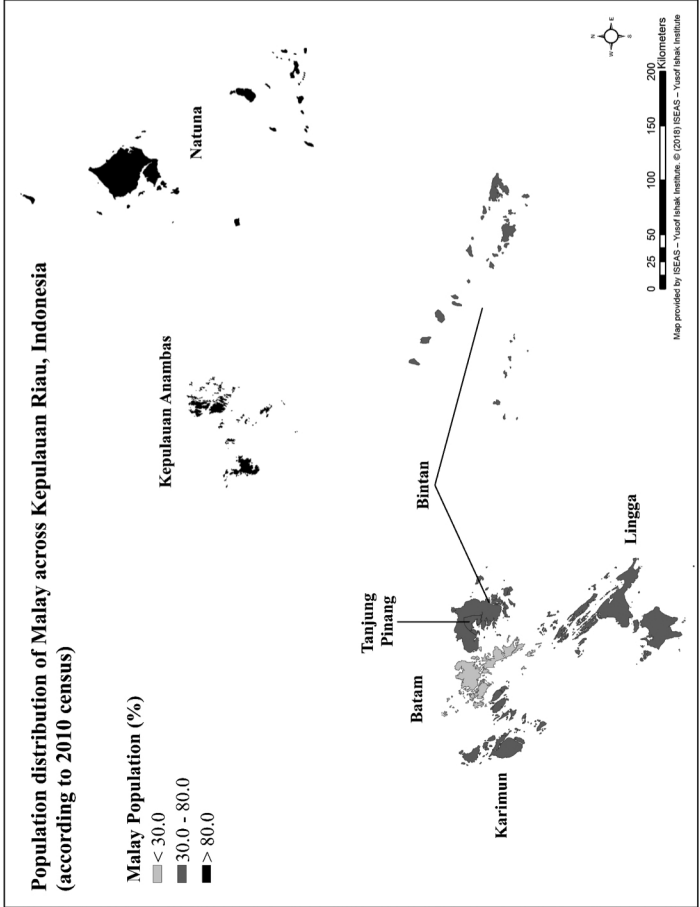 Population distribution of Malay across Kepulauan Riau, Indonesia
(according to 2010 census)
Malay Population (%)
< 30.0
30.0 - 80.0
> 80.0
Kepulauan Anambas
Natuna
Karimun
Batam
Tanjung
Pinang
Bintan
Lingga
N
W
E
S
0 25 50 100 150 200
Kilometers
Map provided by ISEAS – Yusof Ishak Institute. © (2018) ISEAS – Yusof Ishak Institute